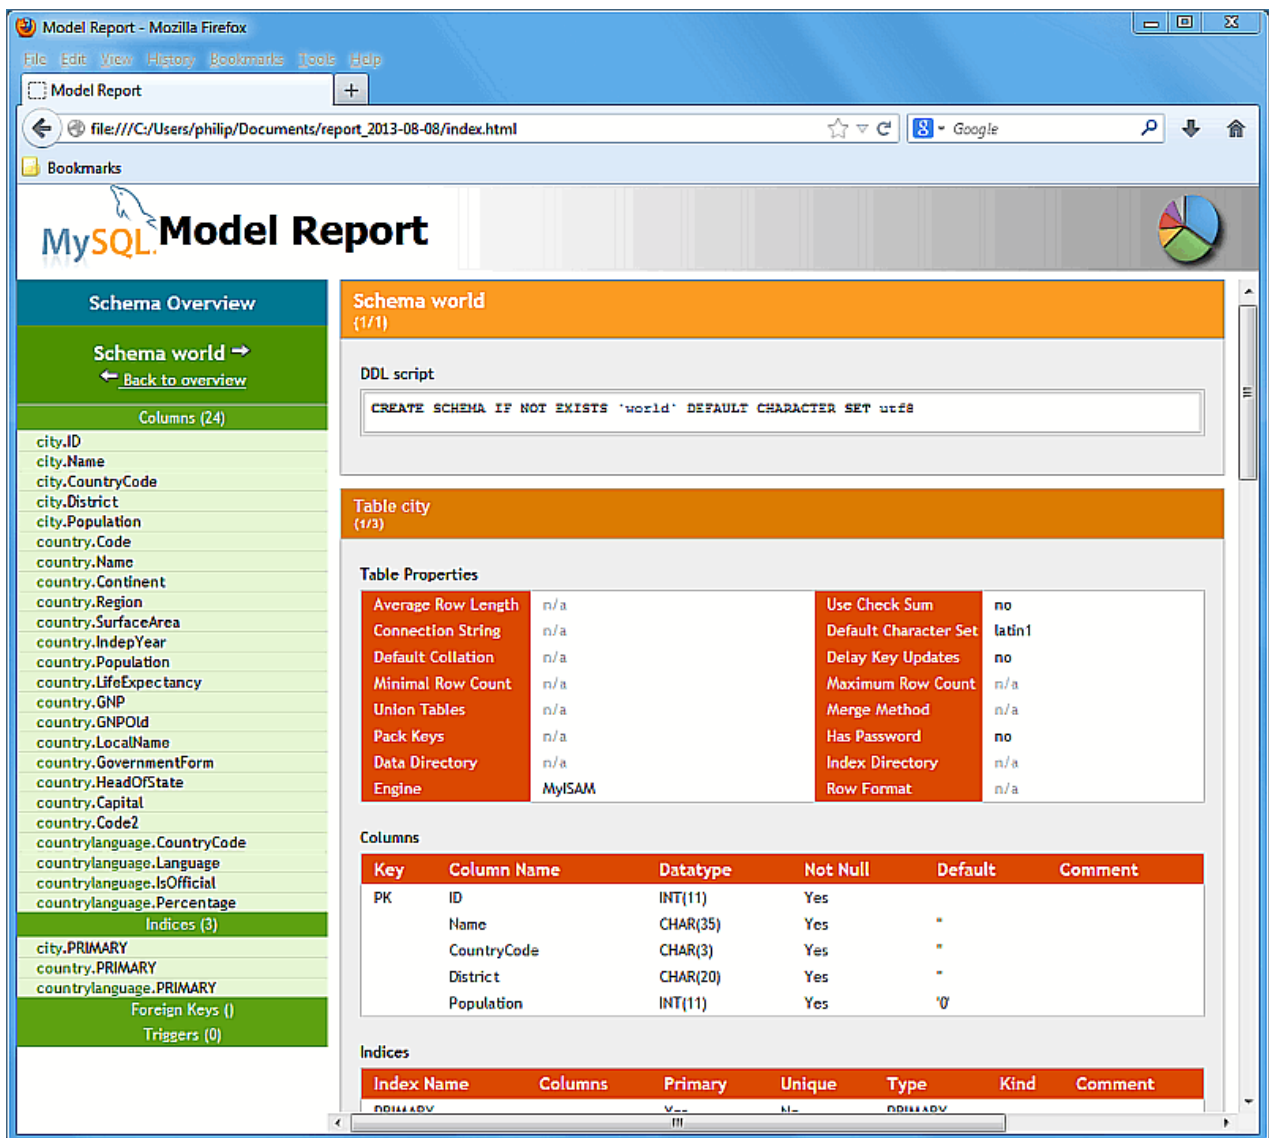 Model Report - Mozilla Firefox
File Edit View History Bookmarks Tools Help
Model Report
file:///C:/Users/philip/Documents/report_2013-08-08/index.html
Google
Bookmarks
MySQL. Model Report
Schema Overview
Schema world
Back to overview
Columns (24)
city.ID
city.Name
city.CountryCode
city.District
city.Population
country.Code
country.Name
country.Continent
country.Region
country.SurfaceArea
country.IndepYear
country.Population
country.LifeExpectancy
country.GNP
country.GNPOld
country.LocalName
country.GovernmentForm
country.HeadOfState
country.Capital
country.Code2
countrylanguage.CountryCode
countrylanguage.Language
countrylanguage.IsOfficial
countrylanguage.Percentage
Indices (3)
city.PRIMARY
country.PRIMARY
countrylanguage.PRIMARY
Foreign Keys ()
Triggers (0)
Schema world
(1/1)
DDL script
CREATE SCHEMA IF NOT EXISTS `world` DEFAULT CHARACTER SET utf8
Table city
(1/3)
Table Properties
Average Row Length n/a Use Check Sum no
Connection String n/a Default Character Set latin1
Default Collation n/a Delay Key Updates no
Minimal Row Count n/a Maximum Row Count n/a
Union Tables n/a Merge Method n/a
Pack Keys n/a Has Password no
Data Directory n/a Index Directory n/a
Engine MyISAM Row Format n/a
Columns
Key Column Name Datatype Not Null Default Comment
PK ID INT(11) Yes
Name CHAR(35) Yes ''
CountryCode CHAR(3) Yes ''
District CHAR(20) Yes ''
Population INT(11) Yes '0'
Indices
Index Name Columns Primary Unique Type Kind Comment
PRIMARY Yes No PRIMARY